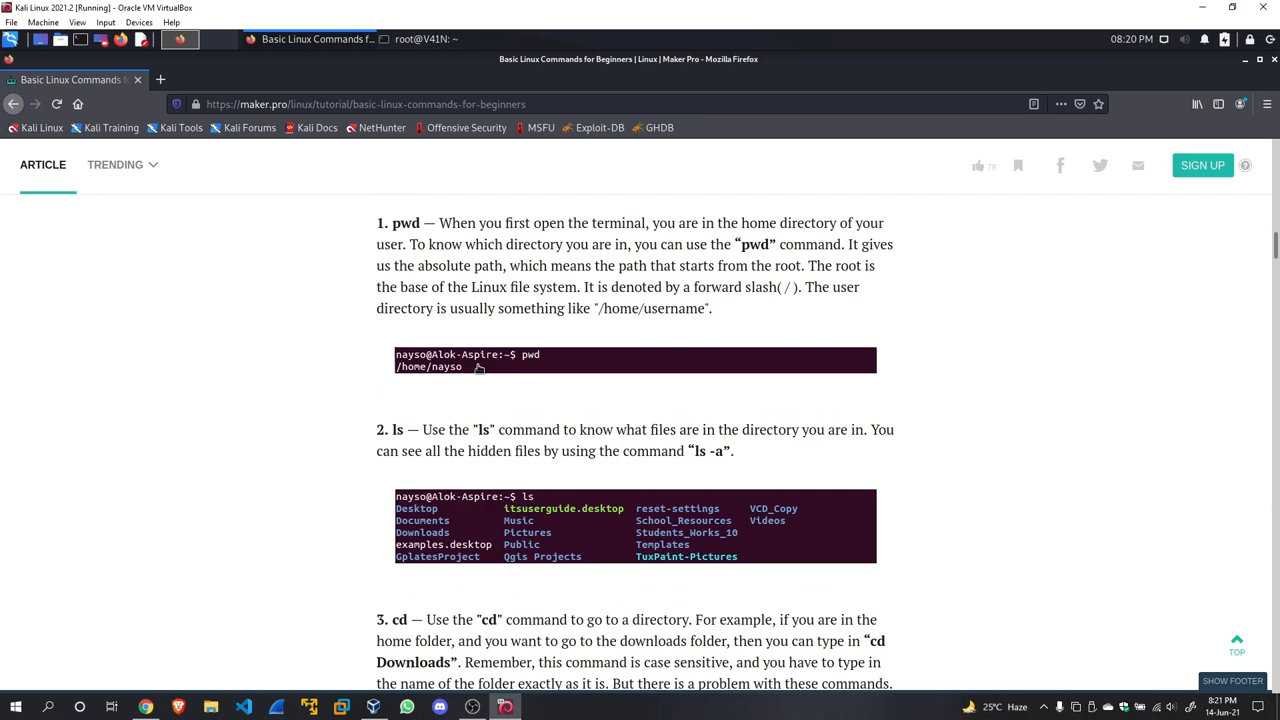 Kali Linux 2021.2 [Running] - Oracle VM VirtualBox
File Machine View Input Devices Help
Basic Linux Commands f... root@V41N: ~ 08:20 PM
Basic Linux Commands for Beginners | Linux | Maker Pro - Mozilla Firefox
Basic Linux Commands fo
https://maker.pro/linux/tutorial/basic-linux-commands-for-beginners
Kali Linux Kali Training Kali Tools Kali Forums Kali Docs NetHunter Offensive Security MSFU Exploit-DB GHDB
ARTICLE TRENDING 79 SIGN UP
1. pwd — When you first open the terminal, you are in the home directory of your
user. To know which directory you are in, you can use the “pwd” command. It gives
us the absolute path, which means the path that starts from the root. The root is
the base of the Linux file system. It is denoted by a forward slash( / ). The user
directory is usually something like "/home/username".
nayso@Alok-Aspire:~$ pwd
/home/nayso
2. ls — Use the "ls" command to know what files are in the directory you are in. You
can see all the hidden files by using the command “ls -a”.
nayso@Alok-Aspire:~$ ls
Desktop itsuserguide.desktop reset-settings VCD_Copy
Documents Music School_Resources Videos
Downloads Pictures Students_Works_10
examples.desktop Public Templates
GplatesProject Qgis Projects TuxPaint-Pictures
3. cd — Use the "cd" command to go to a directory. For example, if you are in the
home folder, and you want to go to the downloads folder, then you can type in “cd
Downloads”. Remember, this command is case sensitive, and you have to type in
the name of the folder exactly as it is. But there is a problem with these commands.
TOP
SHOW FOOTER
25°C Haze 8:21 PM
14-Jun-21